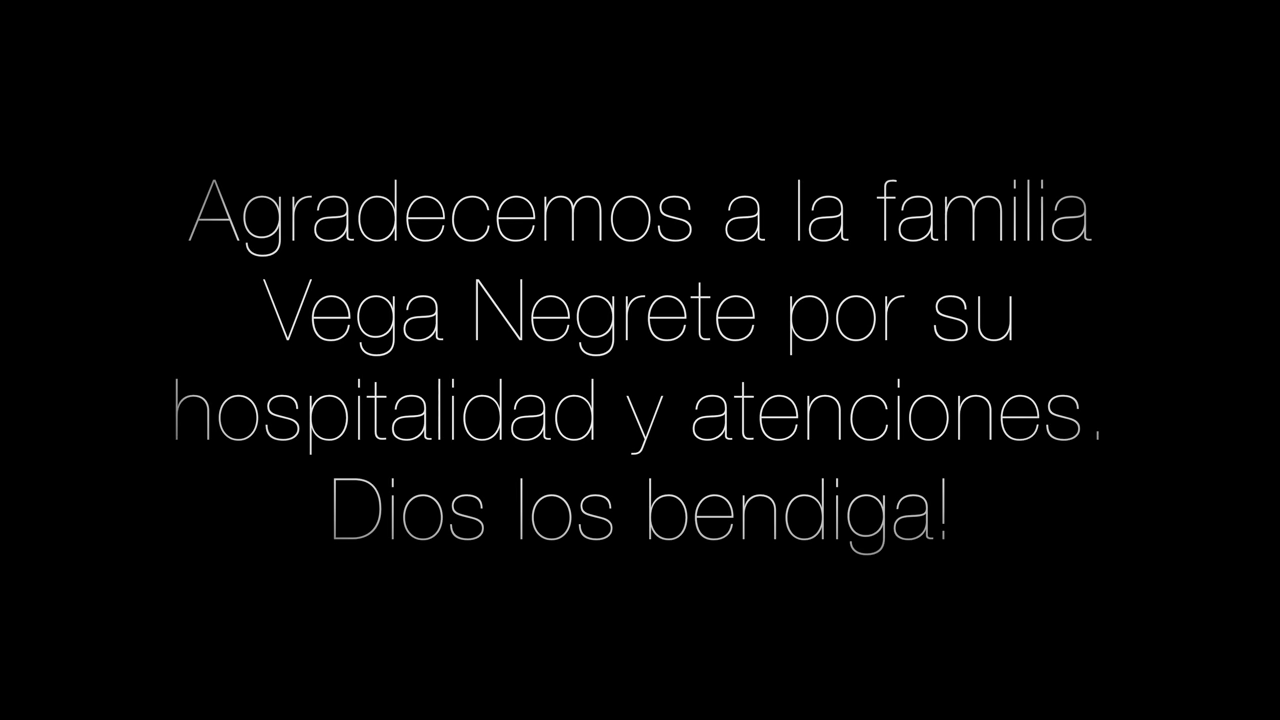 Agradecemos a la familia
Vega Negrete por su
hospitalidad y atenciones.
Dios los bendiga!